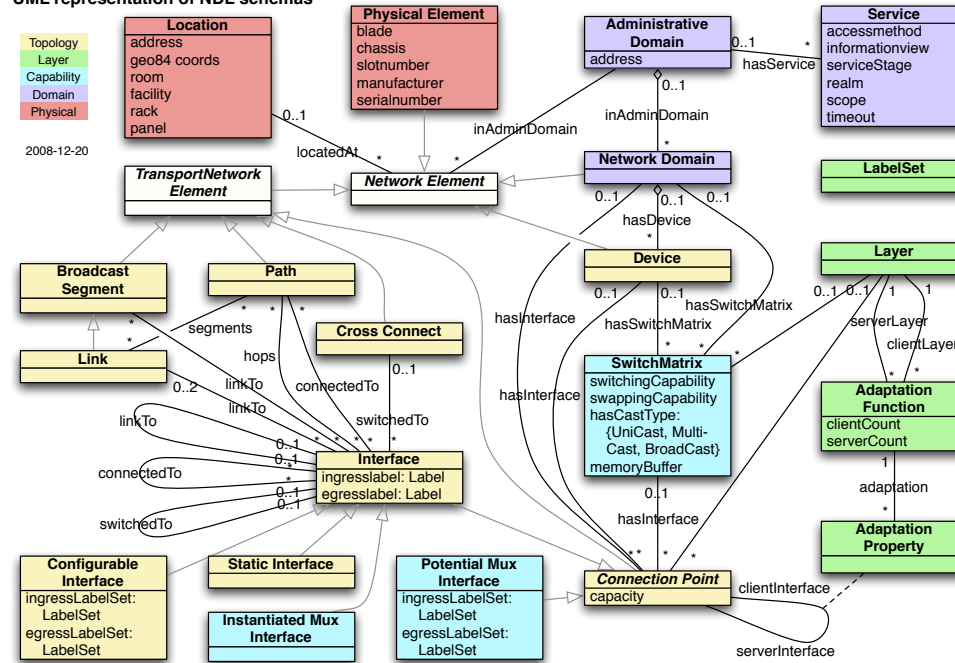 UML representation of NDL schemas
Topology
Layer
Capability
Domain
Physical
2008-12-20
Location
address
geo84 coords
room
facility
rack
panel
Physical Element
blade
chassis
slotnumber
manufacturer
serialnumber
Administrative
Domain
address
Service
accessmethod
informationview
serviceStage
realm
scope
timeout
0..1
*
hasService
0..1
locatedAt
*
inAdminDomain
*
0..1
inAdminDomain
*
TransportNetwork
Element
Network Element
Network Domain
LabelSet
0..1
0..1
0..1
hasDevice
*
Broadcast
Segment
Path
Device
Layer
Link
Cross Connect
*
segments
*
*
*
*
hops
connectedTo
0..1
0..2
linkTo
linkTo
switchedTo
0..1
0..1
hasInterface
hasSwitchMatrix
hasSwitchMatrix
*
*
*
0..1
0..1
1
1
serverLayer
clientLayer
*
*
hasInterface
SwitchMatrix
switchingCapability
swappingCapability
hasCastType:
{UniCast, Multi-
Cast, BroadCast}
memoryBuffer
Adaptation
Function
clientCount
serverCount
1
adaptation
*
Adaptation
Property
linkTo
connectedTo
switchedTo
0..1
0..1
*
0..1
0..1
*
*
*
*
*
Interface
ingresslabel: Label
egresslabel: Label
0..1
hasInterface
*
*
*
*
*
Configurable
Interface
ingressLabelSet:
LabelSet
egressLabelSet:
LabelSet
Static Interface
Instantiated Mux
Interface
Potential Mux
Interface
ingressLabelSet:
LabelSet
egressLabelSet:
LabelSet
Connection Point
capacity
clientInterface
serverInterface